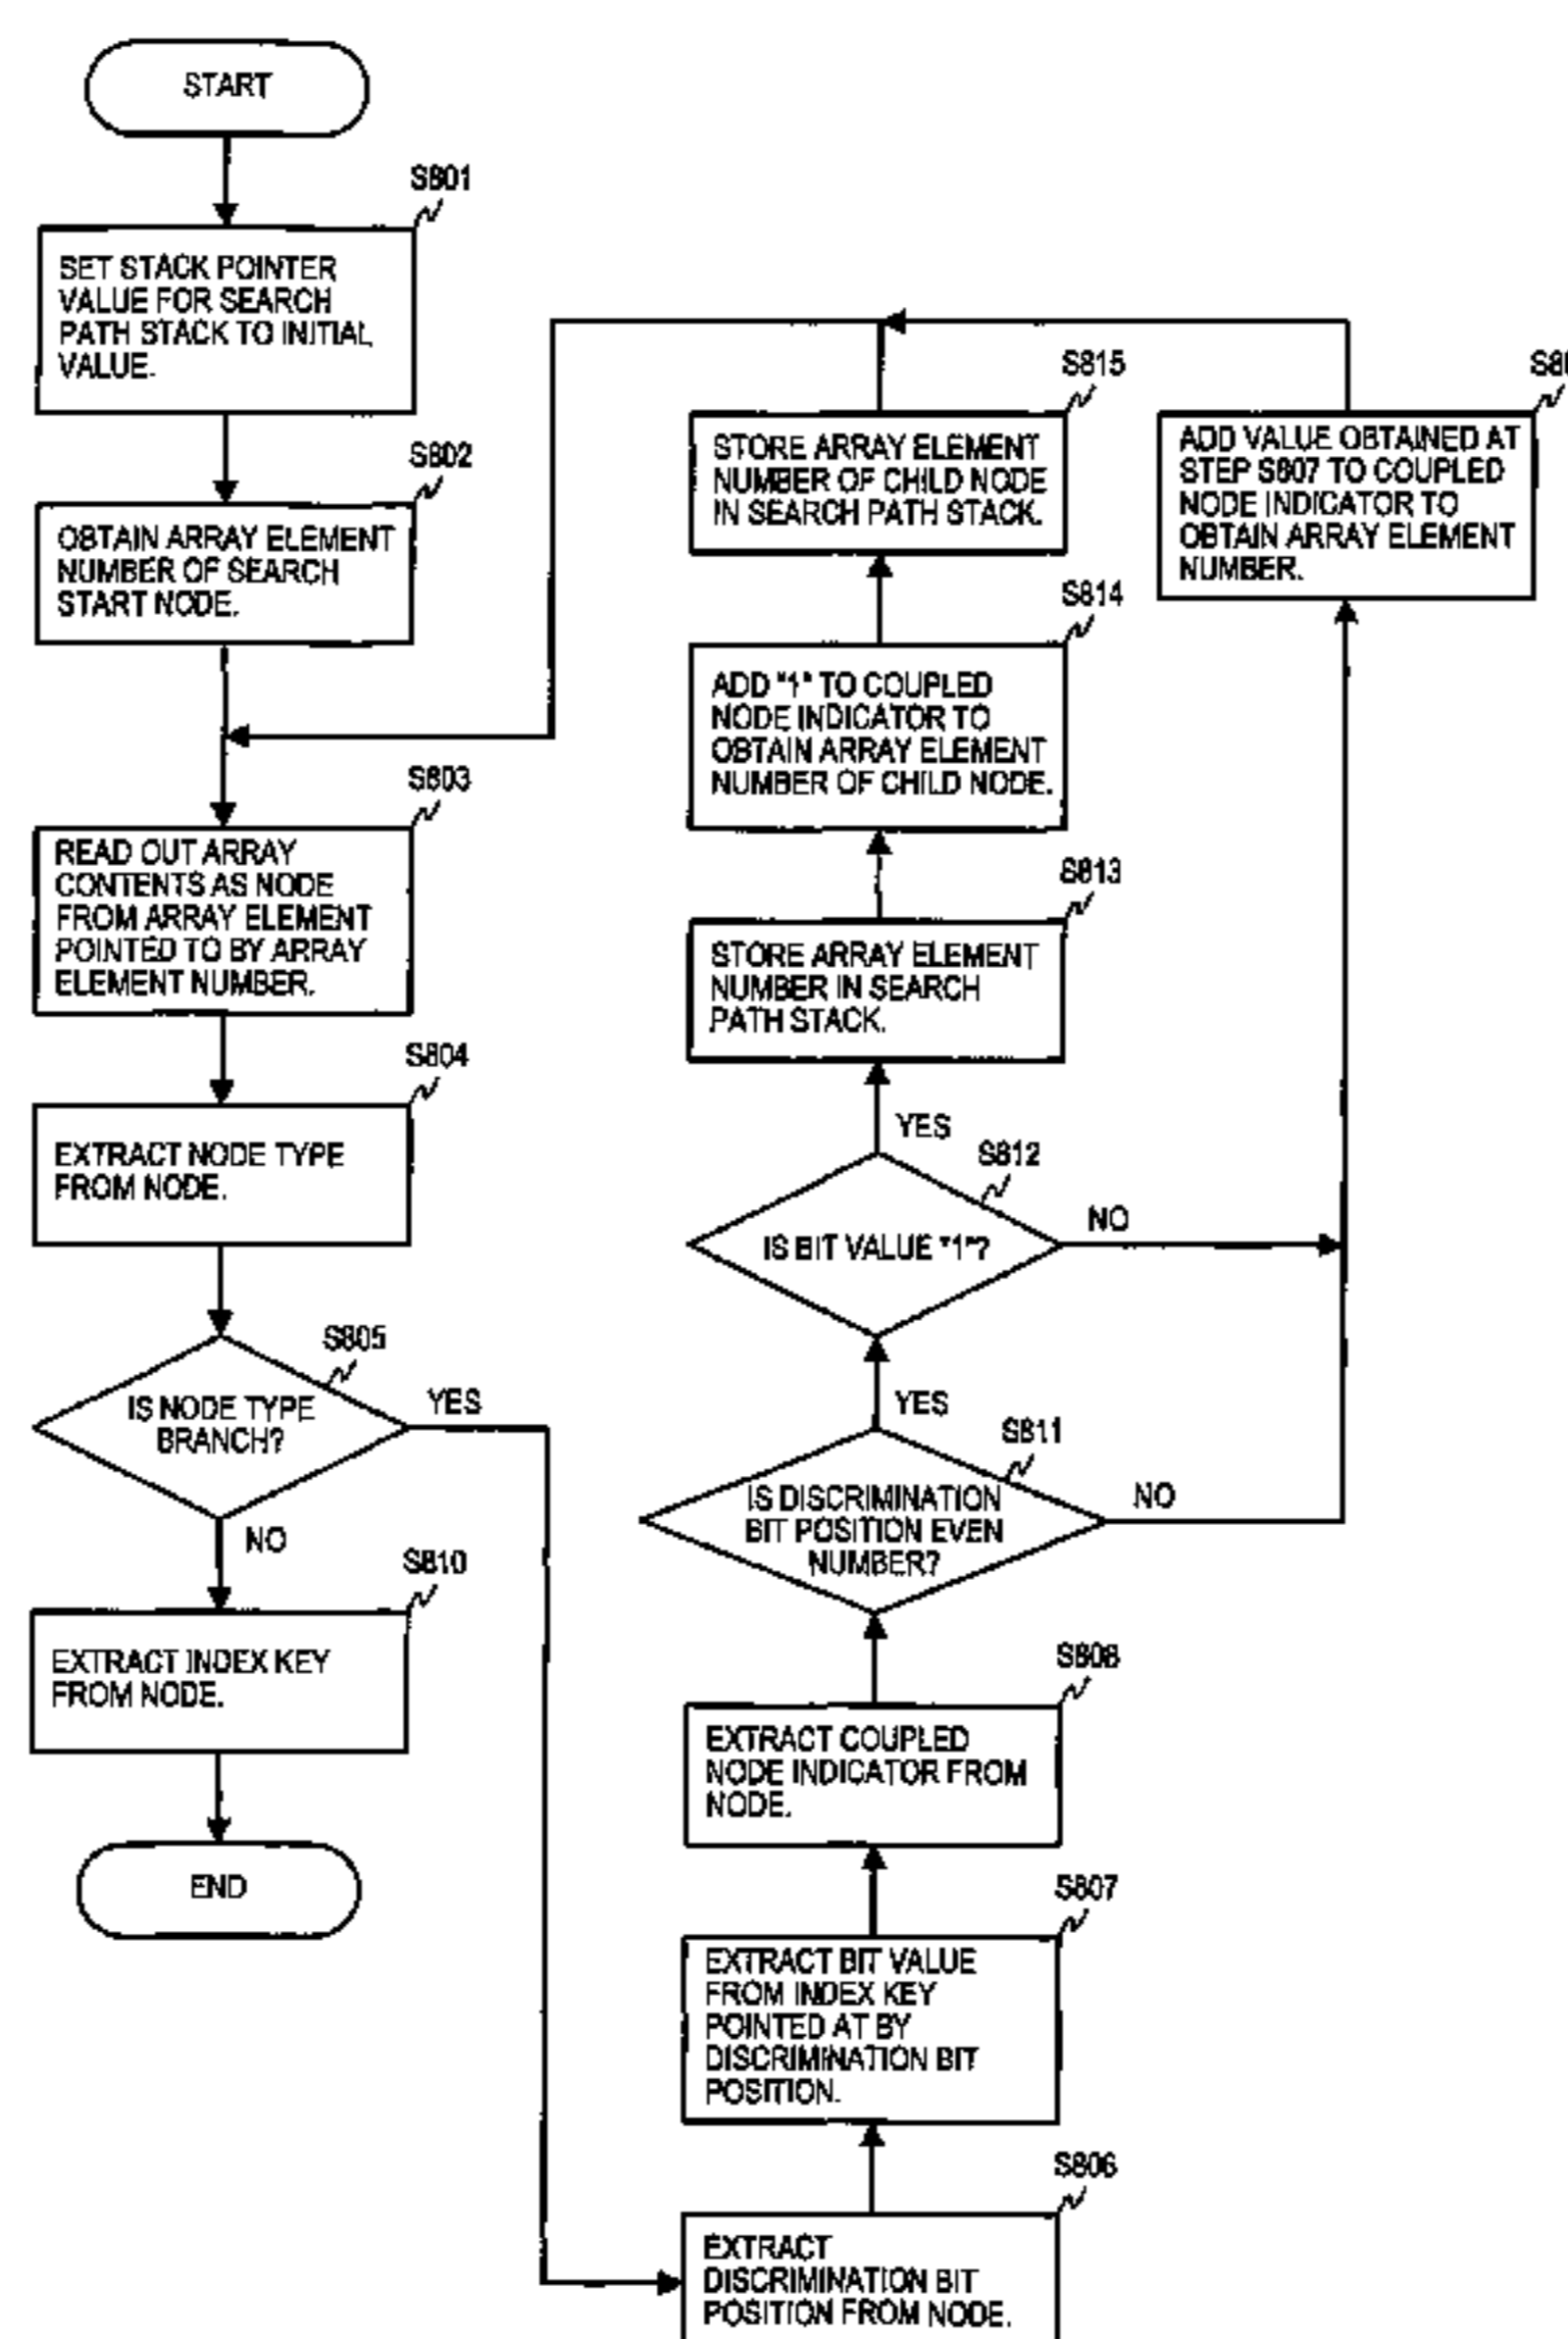 START
S801
SET STACK POINTER
VALUE FOR SEARCH
PATH STACK TO INITIAL
VALUE.
S802
OBTAIN ARRAY ELEMENT
NUMBER OF SEARCH
START NODE.
S803
READ OUT ARRAY
CONTENTS AS NODE
FROM ARRAY ELEMENT
POINTED TO BY ARRAY
ELEMENT NUMBER.
S804
EXTRACT NODE TYPE
FROM NODE.
S805
IS NODE TYPE
BRANCH?
YES
NO
S810
EXTRACT INDEX KEY
FROM NODE.
END
S815
STORE ARRAY ELEMENT
NUMBER OF CHILD NODE
IN SEARCH PATH STACK.
S814
ADD "1" TO COUPLED
NODE INDICATOR TO
OBTAIN ARRAY ELEMENT
NUMBER OF CHILD NODE.
S813
STORE ARRAY ELEMENT
NUMBER IN SEARCH
PATH STACK.
YES
S812
IS BIT VALUE "1"?
NO
YES
S811
IS DISCRIMINATION
BIT POSITION EVEN
NUMBER?
NO
S808
EXTRACT COUPLED
NODE INDICATOR FROM
NODE.
S807
EXTRACT BIT VALUE
FROM INDEX KEY
POINTED AT BY
DISCRIMINATION BIT
POSITION.
S806
EXTRACT
DISCRIMINATION BIT
POSITION FROM NODE.
ADD VALUE OBTAINED AT
STEP S807 TO COUPLED
NODE INDICATOR TO
OBTAIN ARRAY ELEMENT
NUMBER.